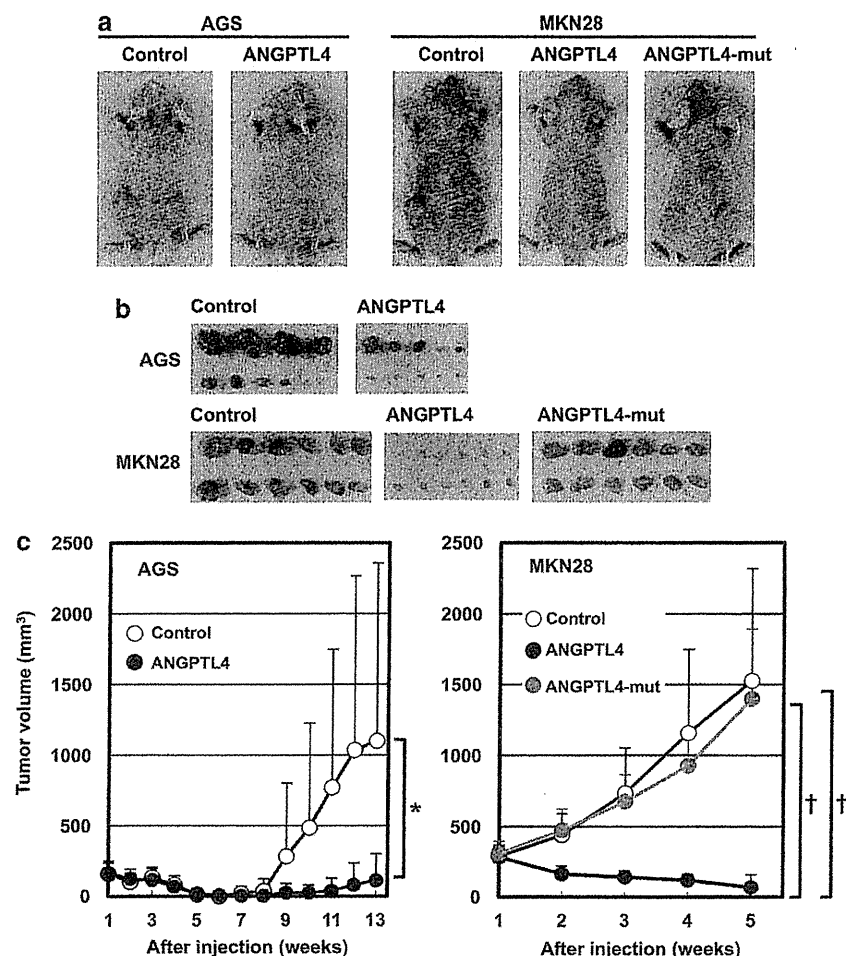 a
AGS MKN28
Control ANGPTL4 Control ANGPTL4 ANGPTL4-mut
b
Control ANGPTL4
AGS
Control ANGPTL4 ANGPTL4-mut
MKN28
c
2500 2500
AGS MKN28
2000 2000
Control Control
ANGPTL4 ANGPTL4
1500 1500
ANGPTL4-mut
Tumor volume (mm³)
1000 1000
* † †
500 500
0 0
1 3 5 7 9 11 13 1 2 3 4 5
After injection (weeks) After injection (weeks)